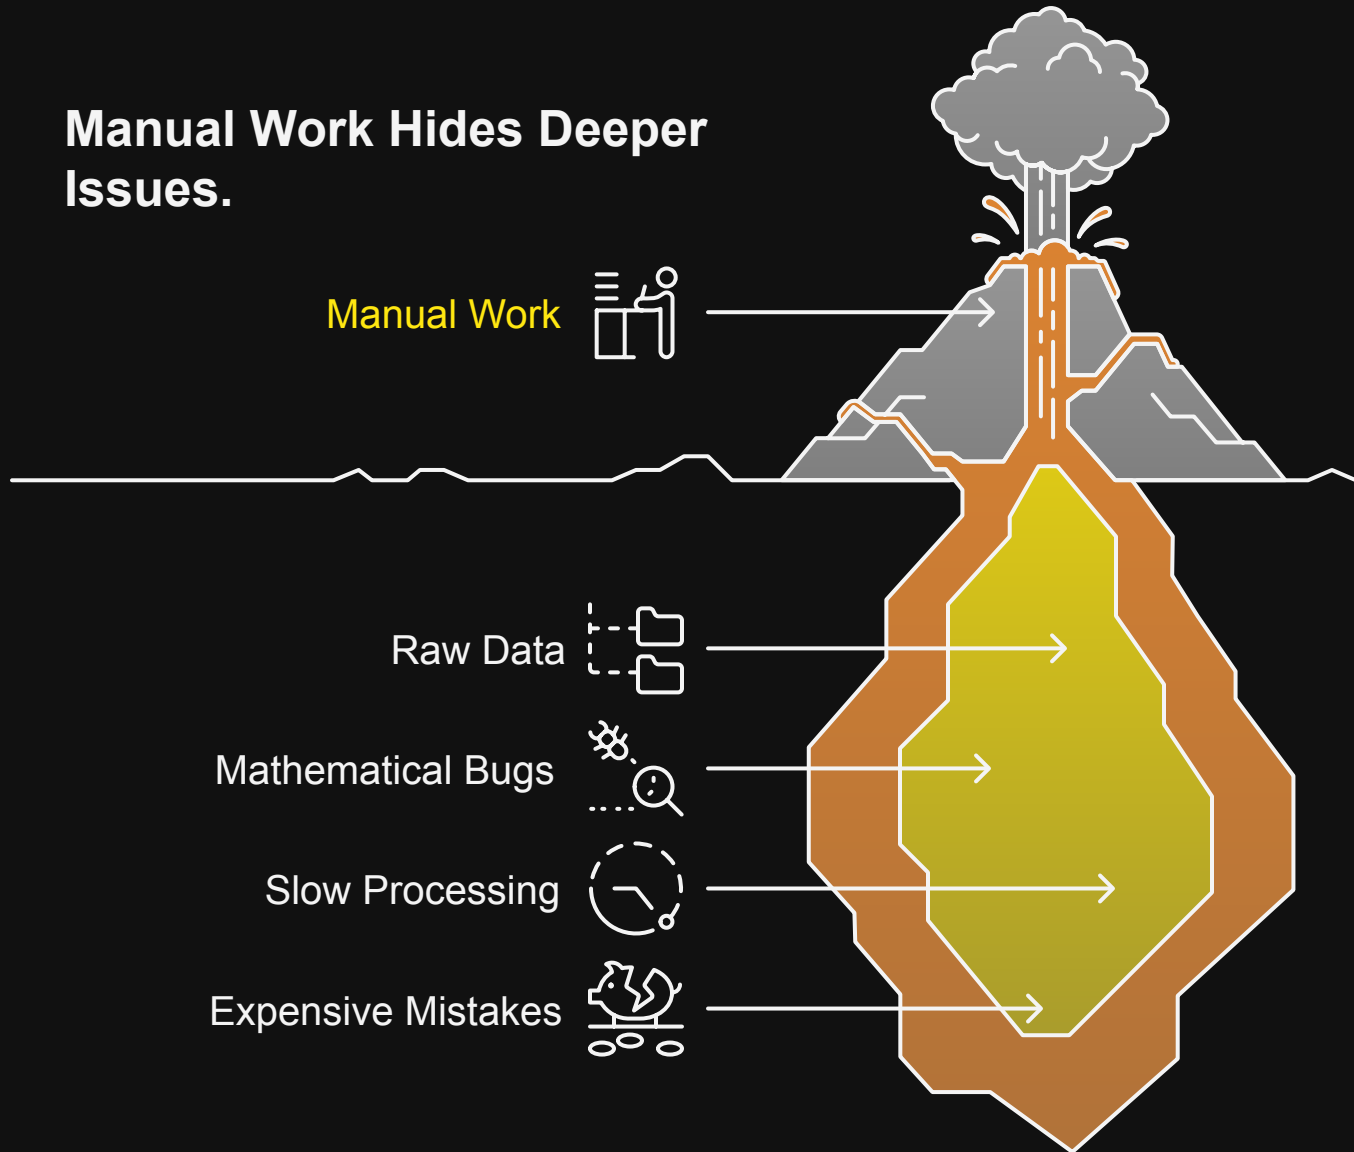 Manual Work Hides Deeper
Issues.
Manual Work
Raw Data
Mathematical Bugs
Slow Processing
Expensive Mistakes